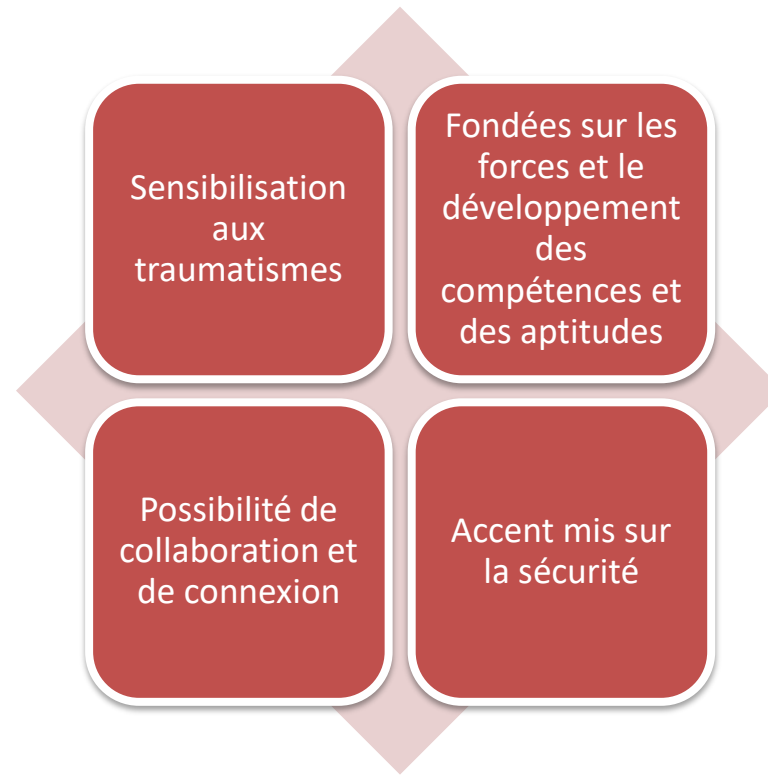 Sensibilisation
aux
traumatismes
Fondées sur les
forces et le
développement
des
compétences et
des aptitudes
Possibilité de
collaboration et
de connexion
Accent mis sur
la sécurité